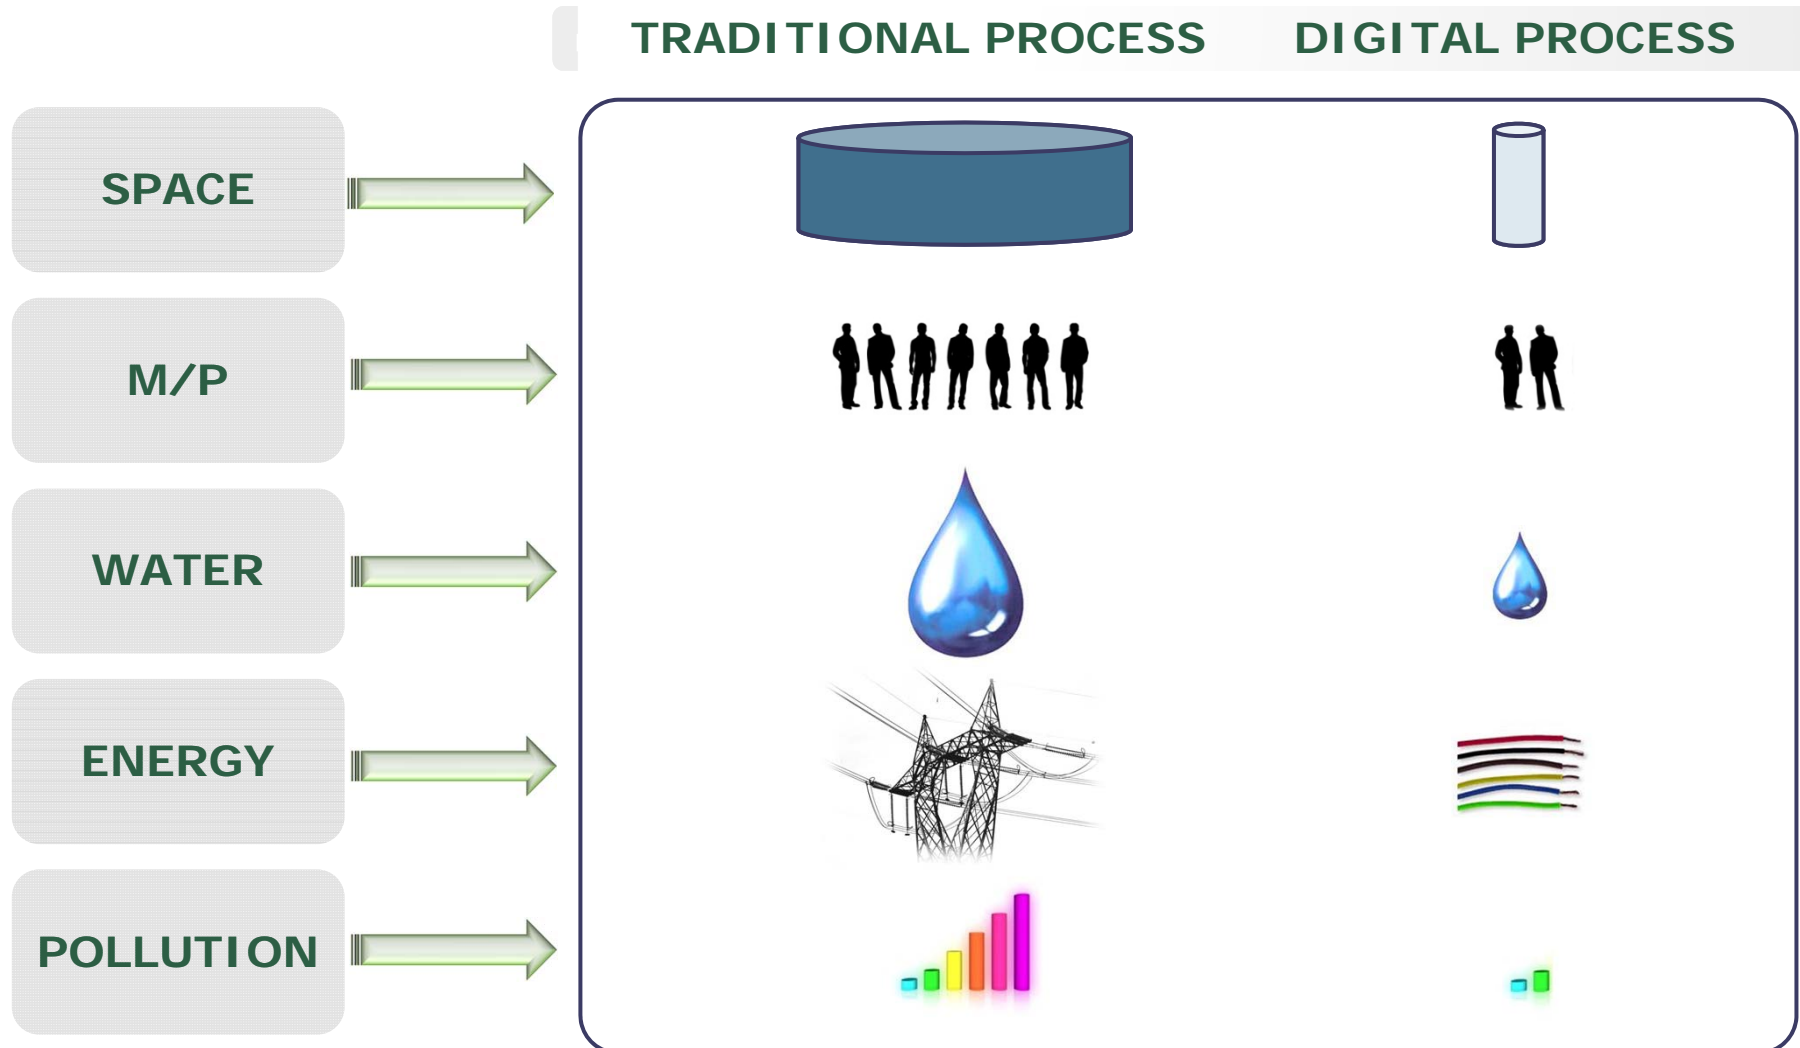 TRADITIONAL PROCESS DIGITAL PROCESS
SPACE
M/P
WATER
ENERGY
POLLUTION